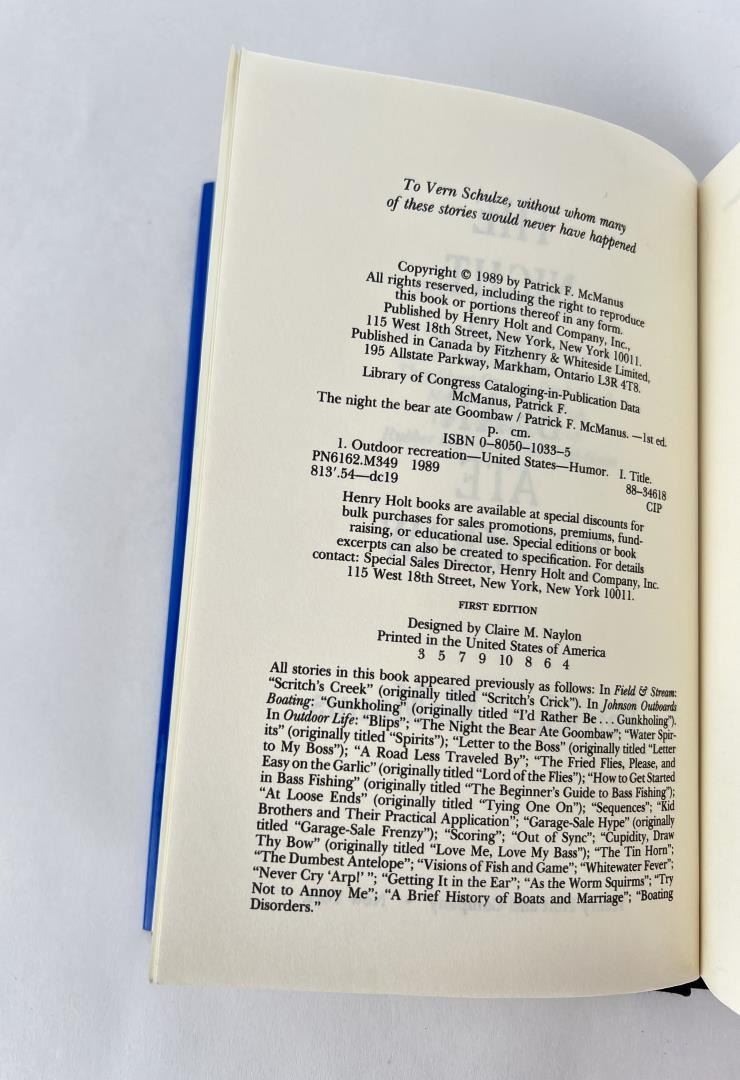 To Vern Schulze, without whom many
of these stories would never have happened
Copyright © 1989 by Patrick F. McManus
All rights reserved, including the right to reproduce
this book or portions thereof in any form.
Published by Henry Holt and Company, Inc.,
115 West 18th Street, New York, New York 10011.
Published in Canada by Fitzhenry & Whiteside Limited,
195 Allstate Parkway, Markham, Ontario L3R 4T8.
Library of Congress Cataloging-in-Publication Data
McManus, Patrick F.
The night the bear ate Goombaw / Patrick F. McManus. —1st ed.
p. cm.
ISBN 0-8050-1033-5
1. Outdoor recreation—United States—Humor. I. Title.
PN6162.M349 1989 88-34618
813'.54—dc19 CIP
Henry Holt books are available at special discounts for
bulk purchases for sales promotions, premiums, fund-
raising, or educational use. Special editions or book
excerpts can also be created to specification. For details
contact: Special Sales Director, Henry Holt and Company, Inc.
115 West 18th Street, New York, New York 10011.
FIRST EDITION
Designed by Claire M. Naylon
Printed in the United States of America
3 5 7 9 10 8 6 4
All stories in this book appeared previously as follows: In Field & Stream:
“Scritch’s Creek” (originally titled “Scritch’s Crick”). In Johnson Outboards
Boating: “Gunkholing” (originally titled “I’d Rather Be . . . Gunkholing”).
In Outdoor Life: “Blips”; “The Night the Bear Ate Goombaw”; “Water Spir-
its” (originally titled “Spirits”); “Letter to the Boss” (originally titled “Letter
to My Boss”); “A Road Less Traveled By”; “The Fried Flies, Please, and
Easy on the Garlic” (originally titled “Lord of the Flies”); “How to Get Started
in Bass Fishing” (originally titled “The Beginner’s Guide to Bass Fishing”);
“At Loose Ends” (originally titled “Tying One On”); “Sequences”; “Kid
Brothers and Their Practical Application”; “Garage-Sale Hype” (originally
titled “Garage-Sale Frenzy”); “Scoring”; “Out of Sync”; “Cupidity, Draw
Thy Bow” (originally titled “Love Me, Love My Bass”); “The Tin Horn”;
“The Dumbest Antelope”; “Visions of Fish and Game”; “Whitewater Fever”;
“Never Cry ‘Arp!’ ”; “Getting It in the Ear”; “As the Worm Squirms”; “Try
Not to Annoy Me”; “A Brief History of Boats and Marriage”; “Boating
Disorders.”